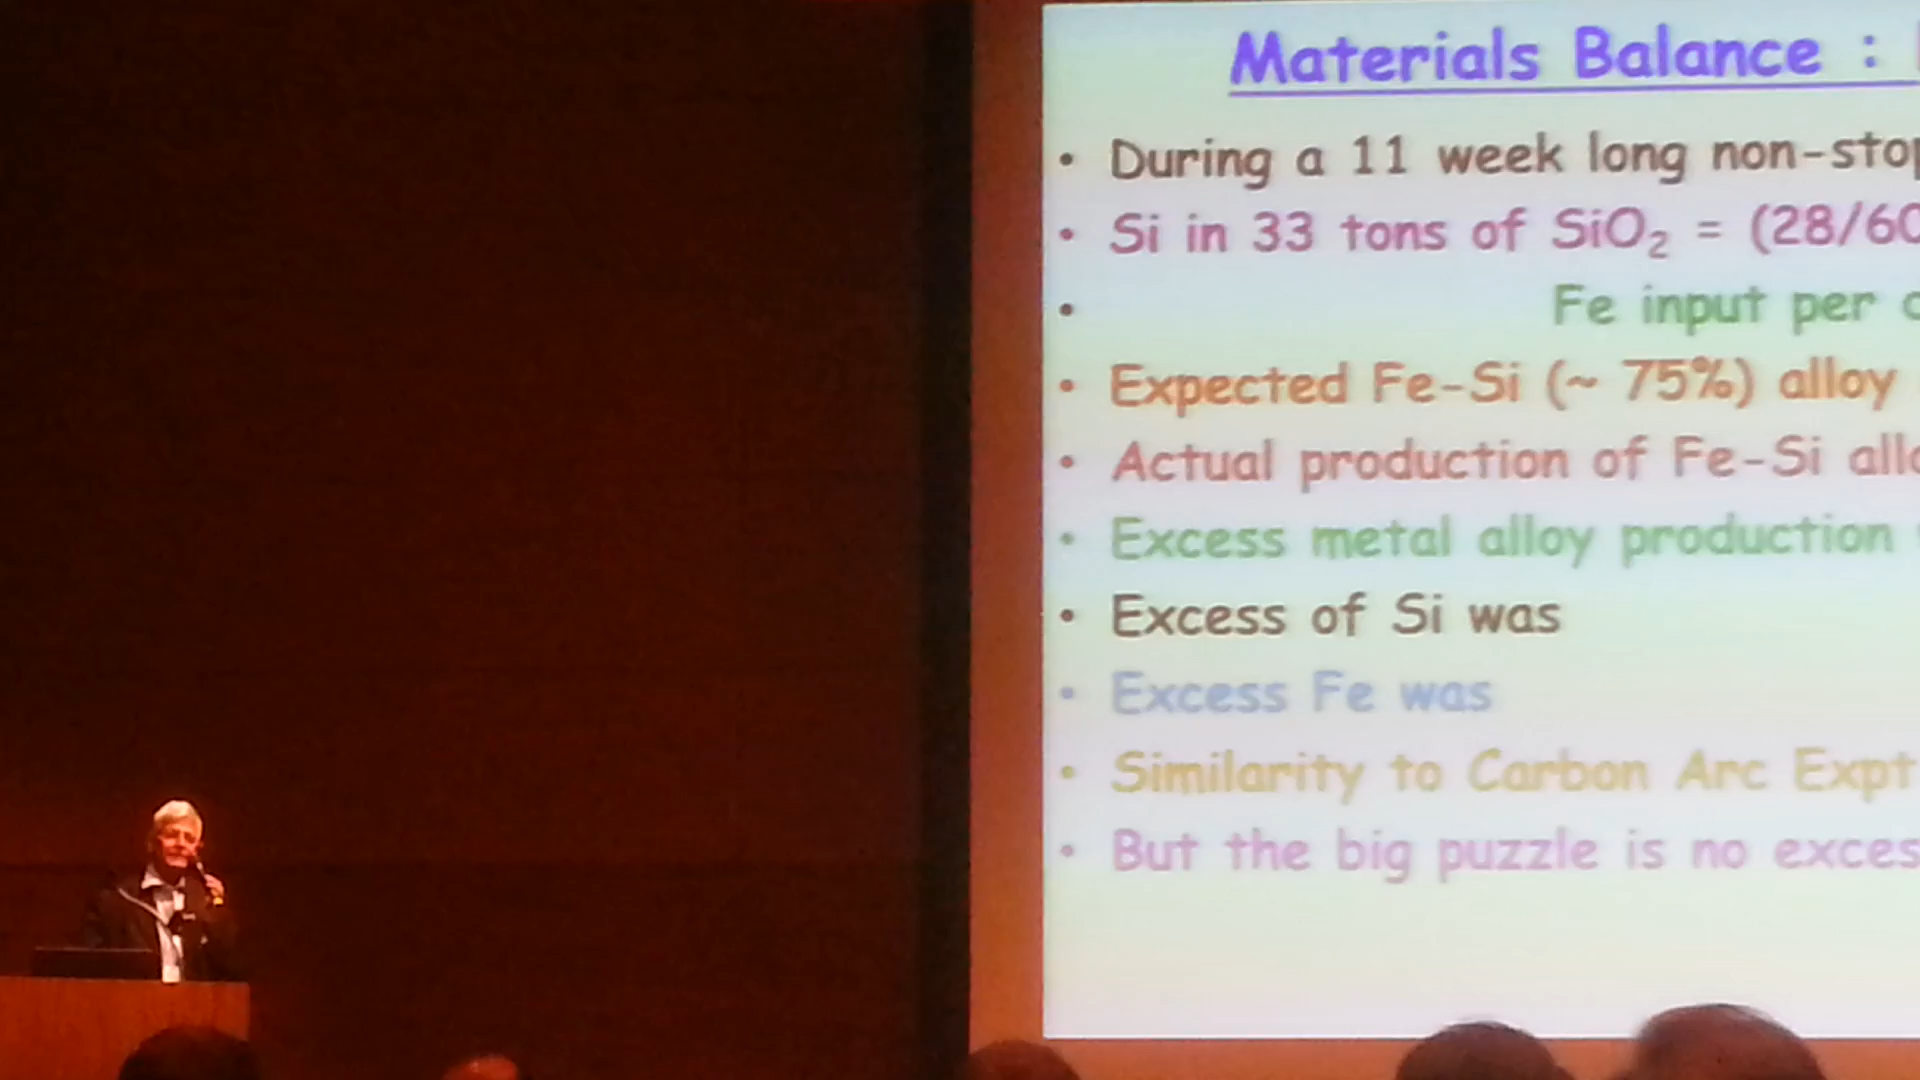 Materials Balance :
• During a 11 week long non-stop
• Si in 33 tons of SiO₂ = (28/60
• Fe input per
• Expected Fe-Si (~ 75%) alloy
• Actual production of Fe-Si
• Excess metal alloy production
• Excess of Si was
• Excess Fe was
• Similarity to Carbon Arc Expt
• But the big puzzle is no